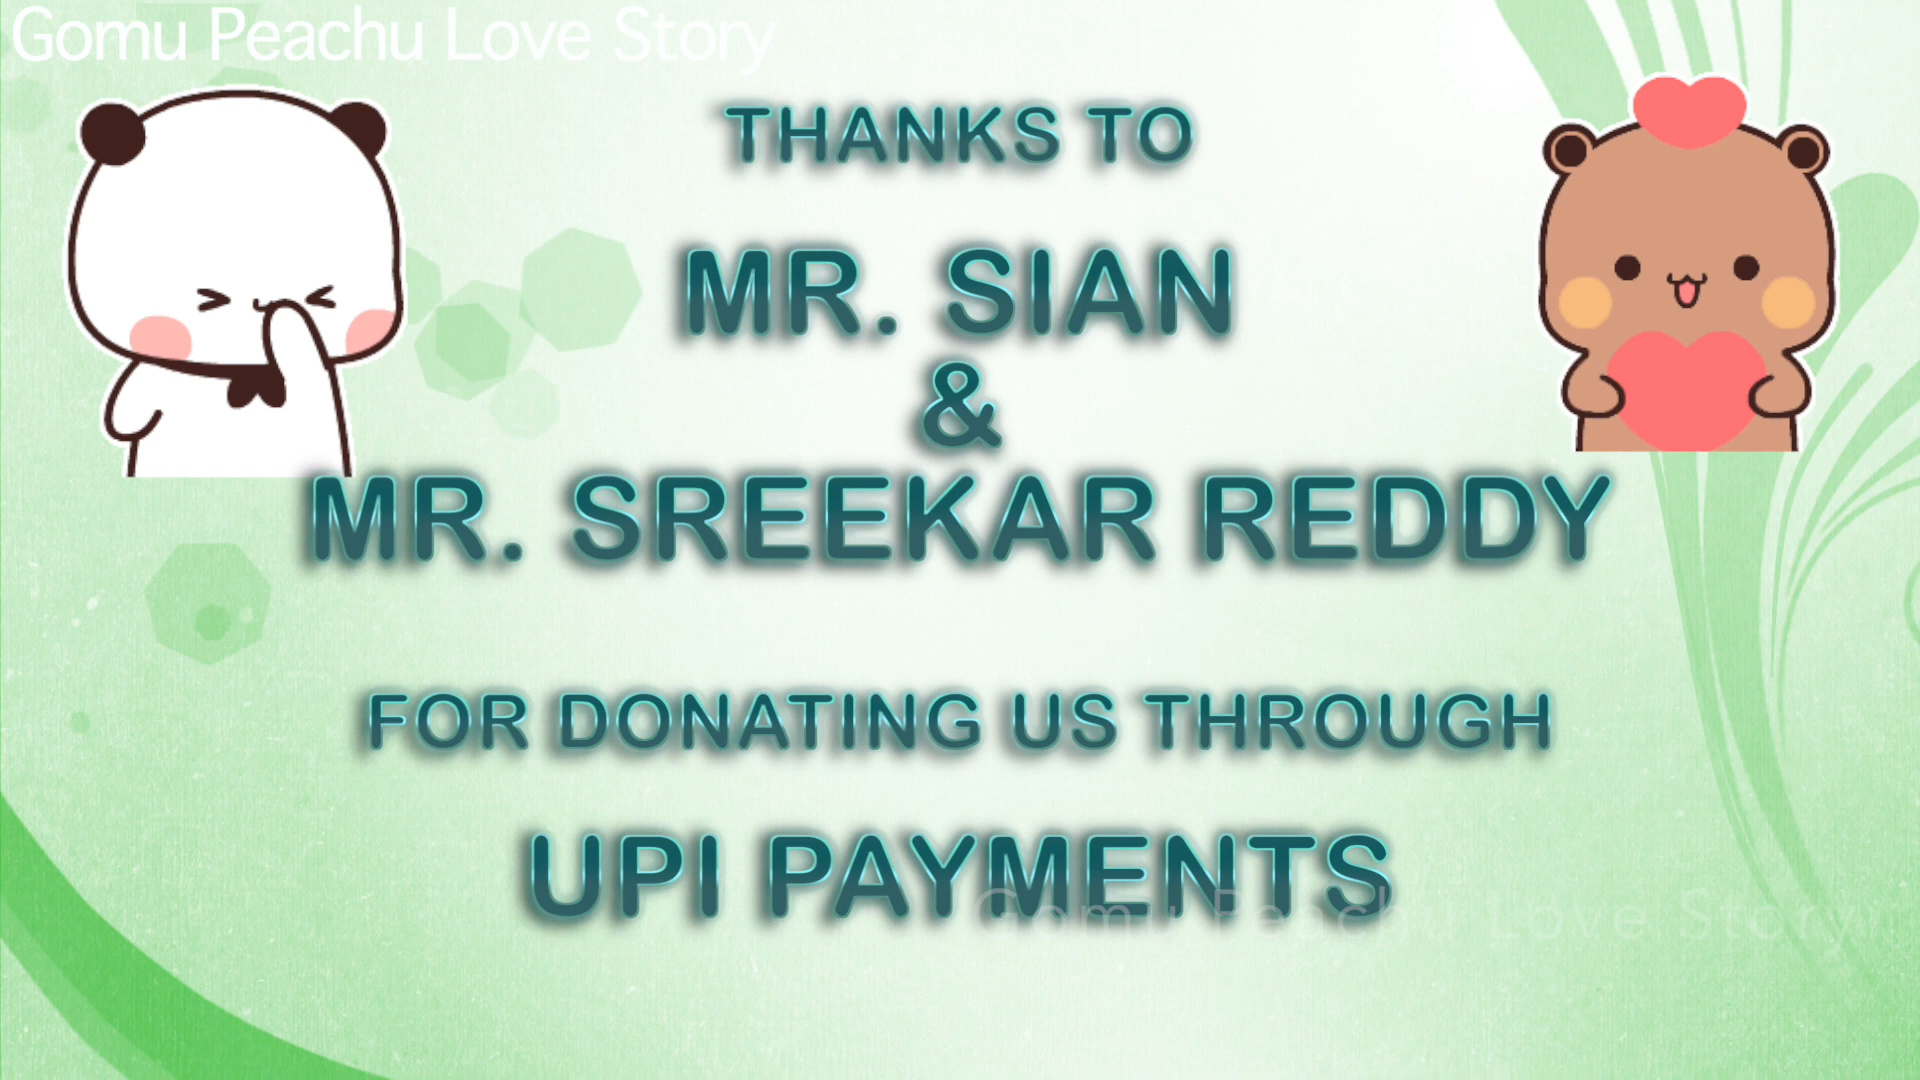 Gomu Peachu Love Story
THANKS TO
MR. SIAN
&
MR. SREEKAR REDDY
FOR DONATING US THROUGH
UPI PAYMENTS
Gomu Peachu Love Story